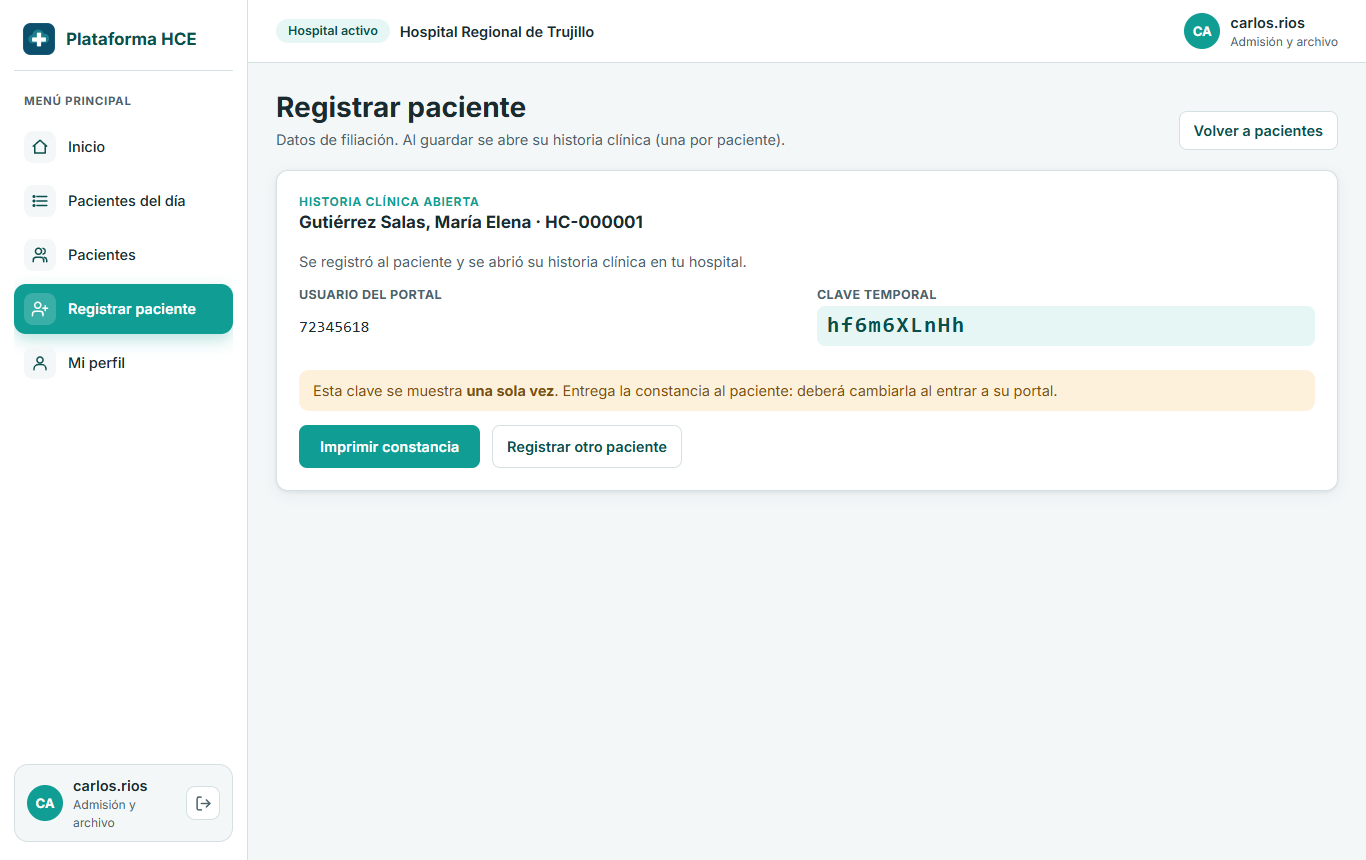 Plataforma HCE
MENÚ PRINCIPAL
Inicio
Pacientes del día
Pacientes
Registrar paciente
Mi perfil
CA
carlos.rios
Admisión y
archivo
Hospital activo
Hospital Regional de Trujillo
CA
carlos.rios
Admisión y archivo
Registrar paciente
Datos de filiación. Al guardar se abre su historia clínica (una por paciente).
Volver a pacientes
HISTORIA CLÍNICA ABIERTA
Gutiérrez Salas, María Elena · HC-000001
Se registró al paciente y se abrió su historia clínica en tu hospital.
USUARIO DEL PORTAL
72345618
CLAVE TEMPORAL
hf6m6XLnHh
Esta clave se muestra una sola vez. Entrega la constancia al paciente: deberá cambiarla al entrar a su portal.
Imprimir constancia
Registrar otro paciente